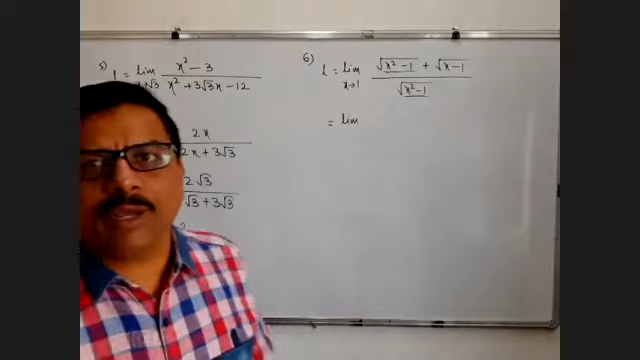 5) l = lim x→√3 (x² - 3)/(x² + 3√3x - 12)
2x/(2x + 3√3)
2√3/(√3 + 3√3)
6) l = lim x→1 (√(x² - 1) + √(x - 1))/√(x² - 1)
= lim